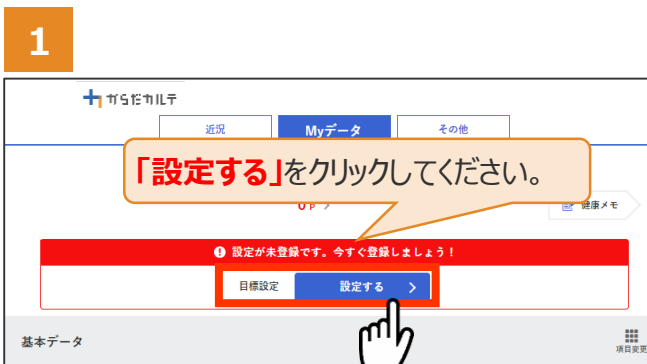 1
からだカルテ
近況
Myデータ
その他
「設定する」をクリックしてください。
0 P
健康メモ
設定が未登録です。今すぐ登録しましょう！
目標設定
設定する
基本データ
項目変更